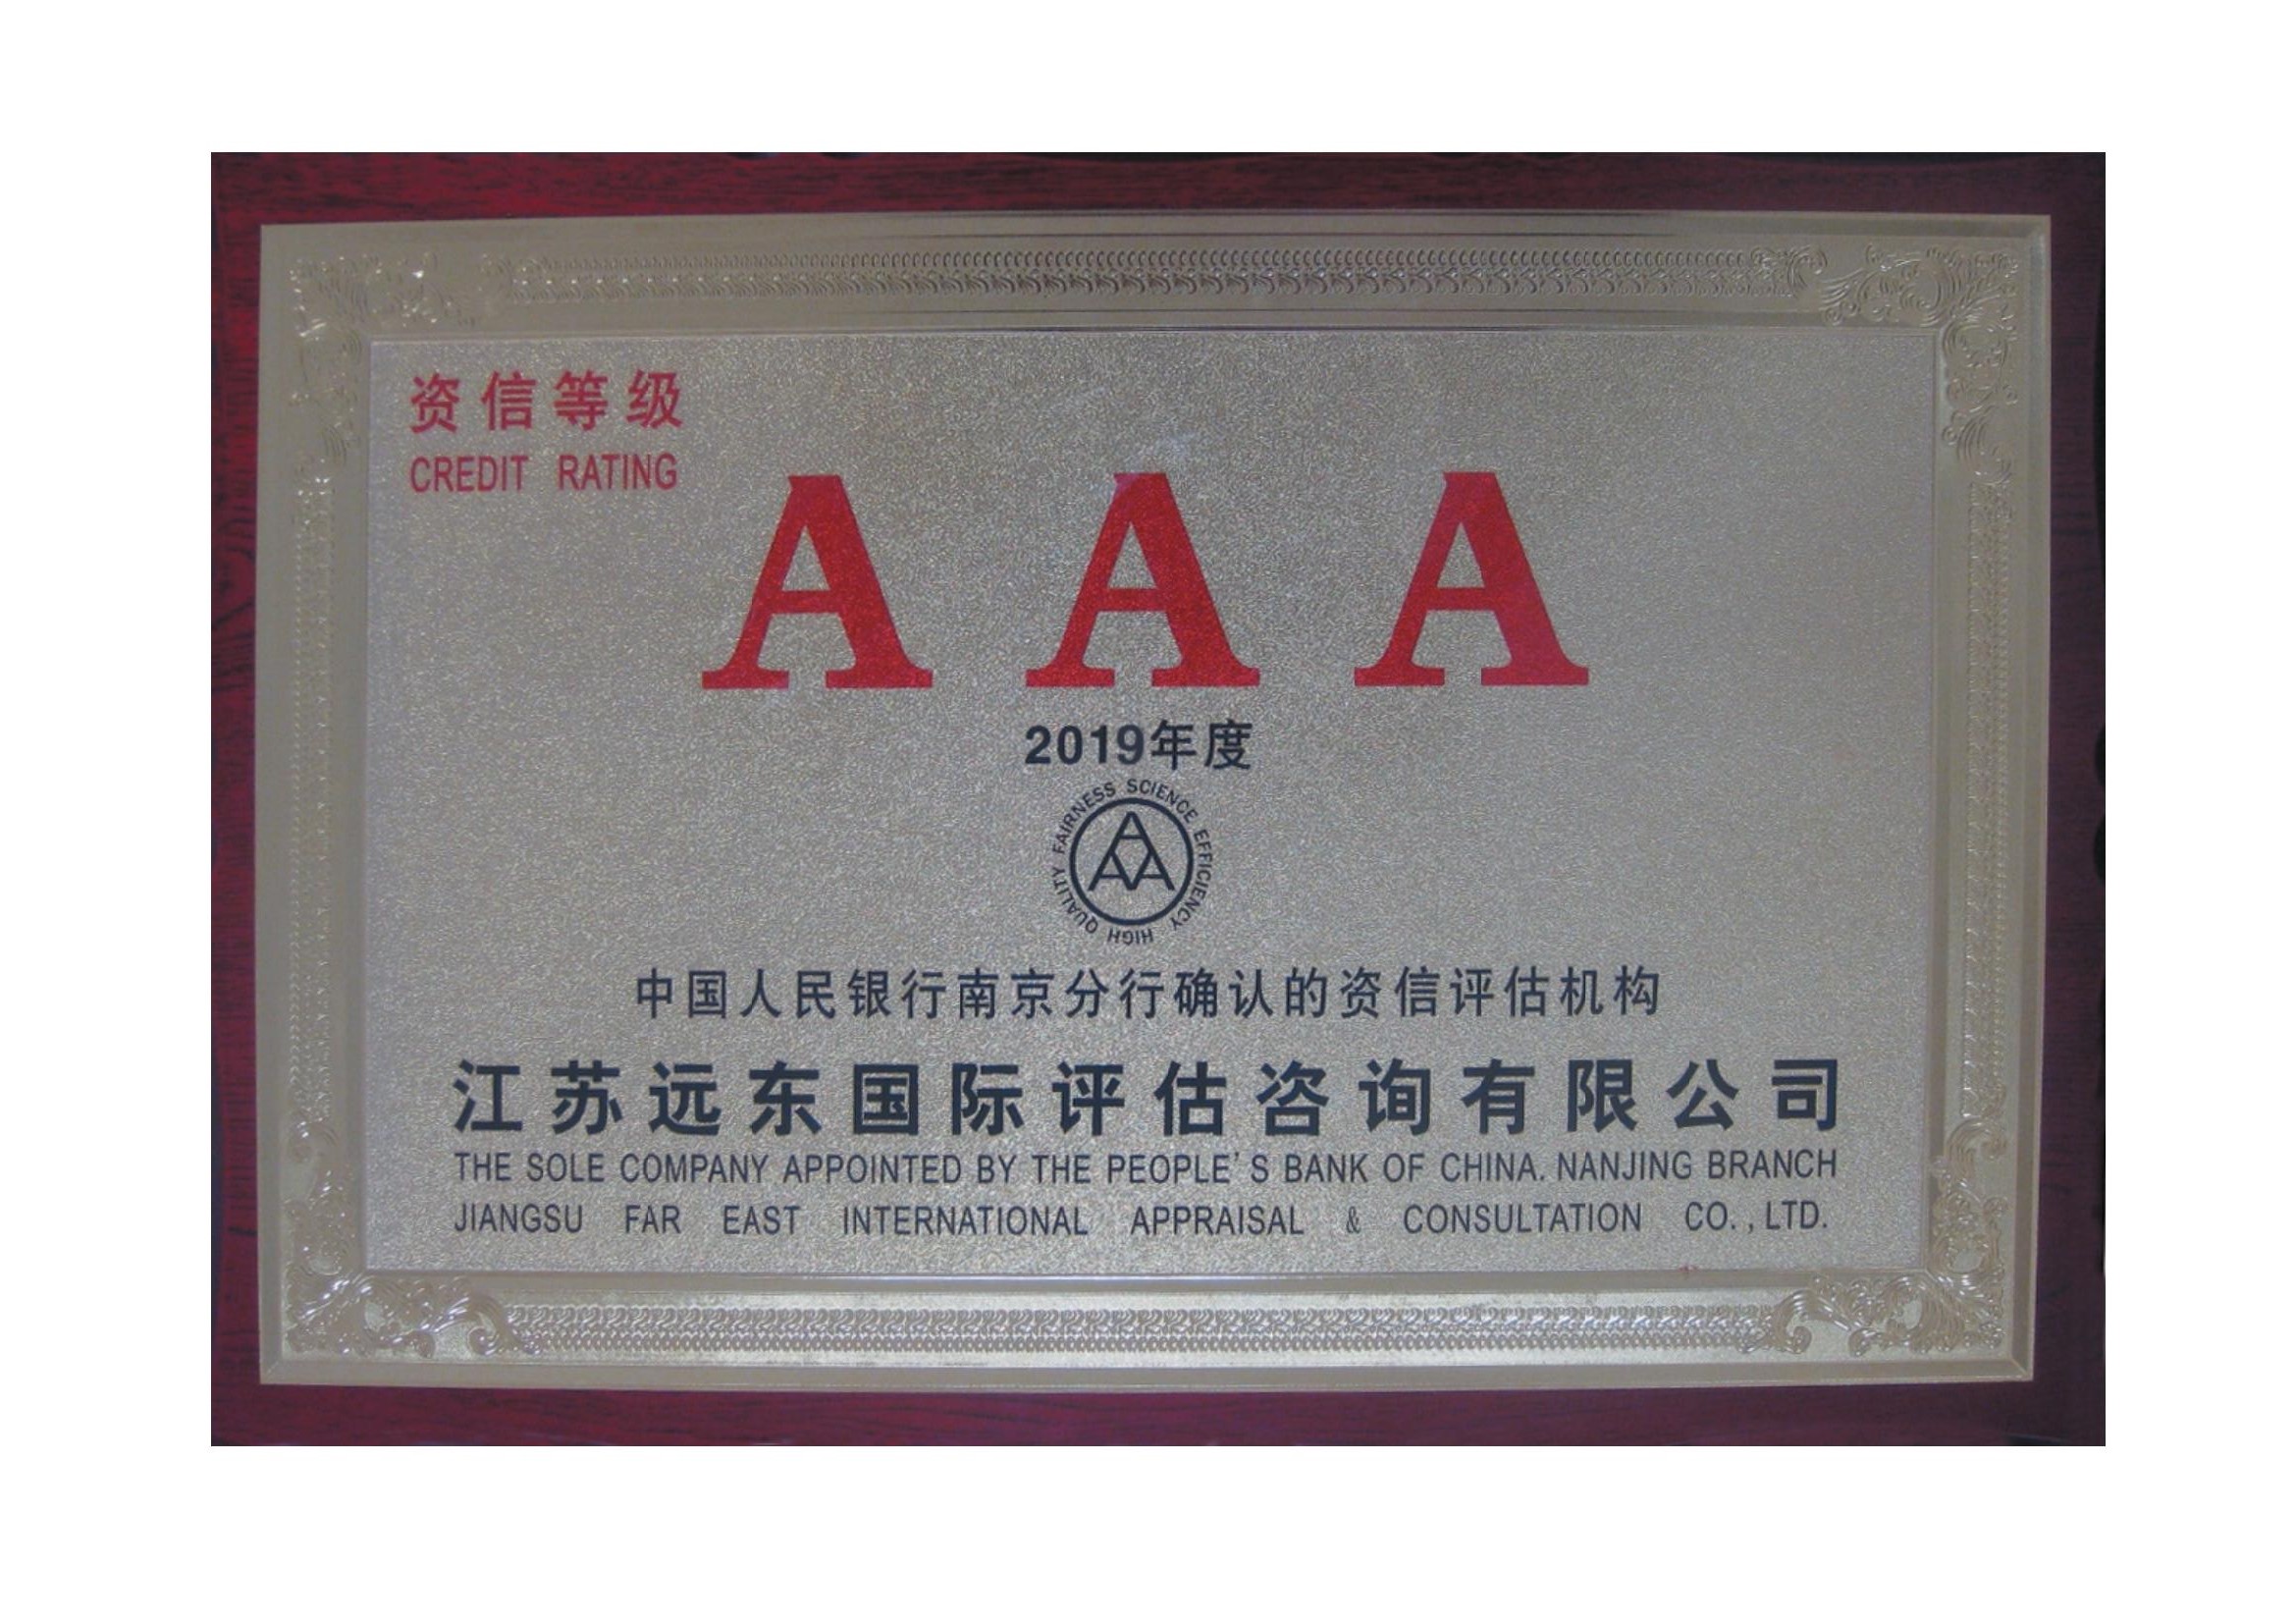 资信等级
CREDIT RATING
A A A
2019年度
HIGH QUALITY FAIRNESS SCIENCE EFFICIENCY
AAA
中国人民银行南京分行确认的资信评估机构
江苏远东国际评估咨询有限公司
THE SOLE COMPANY APPOINTED BY THE PEOPLE'S BANK OF CHINA. NANJING BRANCH
JIANGSU FAR EAST INTERNATIONAL APPRAISAL & CONSULTATION CO., LTD.